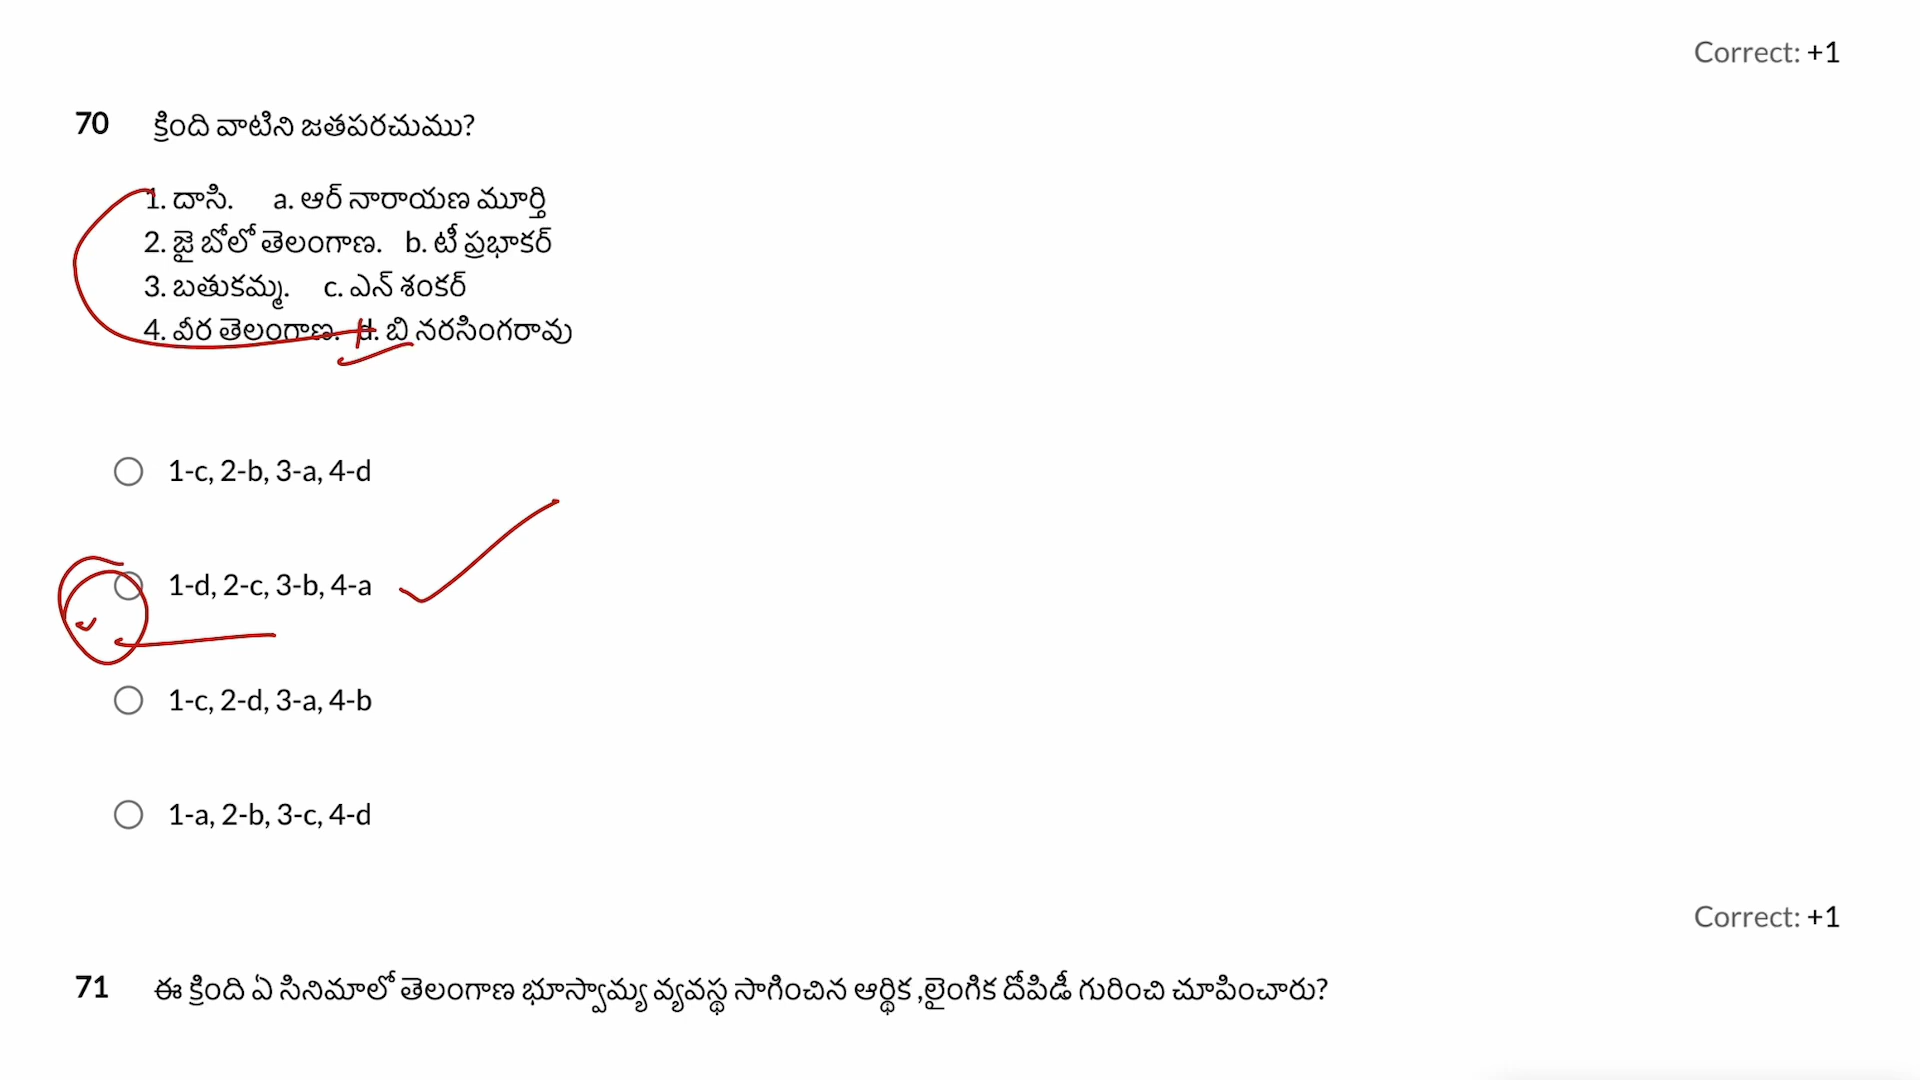 Correct: +1
70 క్రింది వాటిని జతపరచుము?
1. దాసి. a. ఆర్ నారాయణ మూర్తి
2. జై బోలో తెలంగాణ. b. టీ ప్రభాకర్
3. బతుకమ్మ. c. ఎన్ శంకర్
4. వీర తెలంగాణ. d. బి నరసింగరావు
1-c, 2-b, 3-a, 4-d
1-d, 2-c, 3-b, 4-a
1-c, 2-d, 3-a, 4-b
1-a, 2-b, 3-c, 4-d
Correct: +1
71 ఈ క్రింది ఏ సినిమాలో తెలంగాణ భూస్వామ్య వ్యవస్థ సాగించిన ఆర్థిక ,లైంగిక దోపిడీ గురించి చూపించారు?